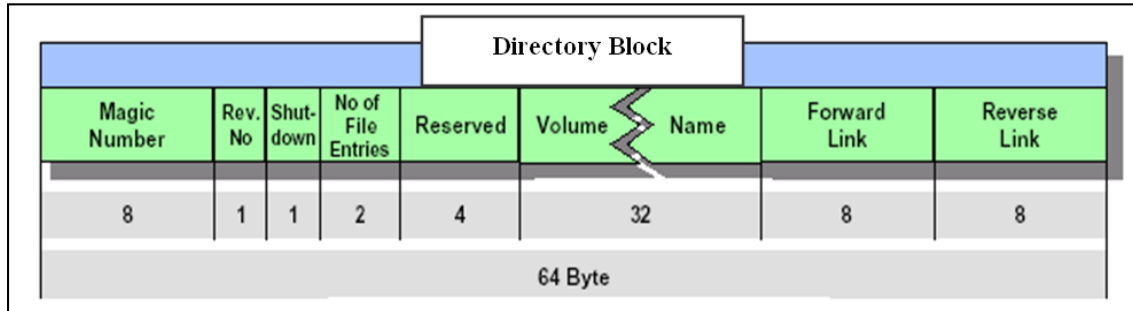 Directory Block
Magic Number
Rev. No
Shut-down
No of File Entries
Reserved
Volume Name
Forward Link
Reverse Link
8 1 1 2 4 32 8 8
64 Byte